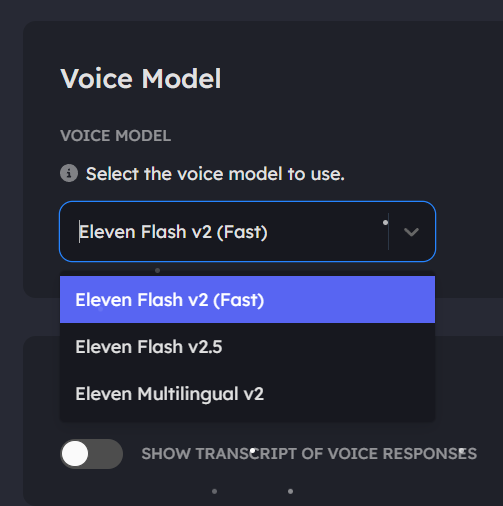 Voice Model
VOICE MODEL
Select the voice model to use.
Eleven Flash v2 (Fast)
Eleven Flash v2 (Fast)
Eleven Flash v2.5
Eleven Multilingual v2
SHOW TRANSCRIPT OF VOICE RESPONSES